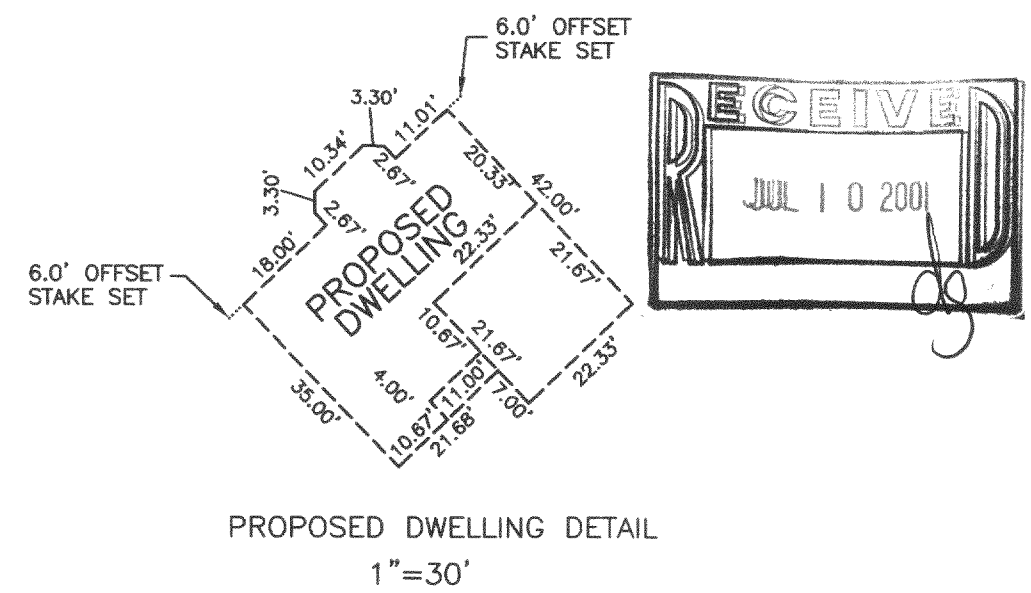 6.0' OFFSET
STAKE SET
3.30'
11.01'
10.34'
2.67'
20.33'
3.30'
2.67'
42.00'
18.00'
PROPOSED
DWELLING
22.33'
21.67'
6.0' OFFSET
STAKE SET
10.67'
21.67'
22.33'
35.00'
4.00'
11.00'
7.00'
10.67'
21.68'
RECEIVED
JUL 10 2001
PROPOSED DWELLING DETAIL
1"=30'